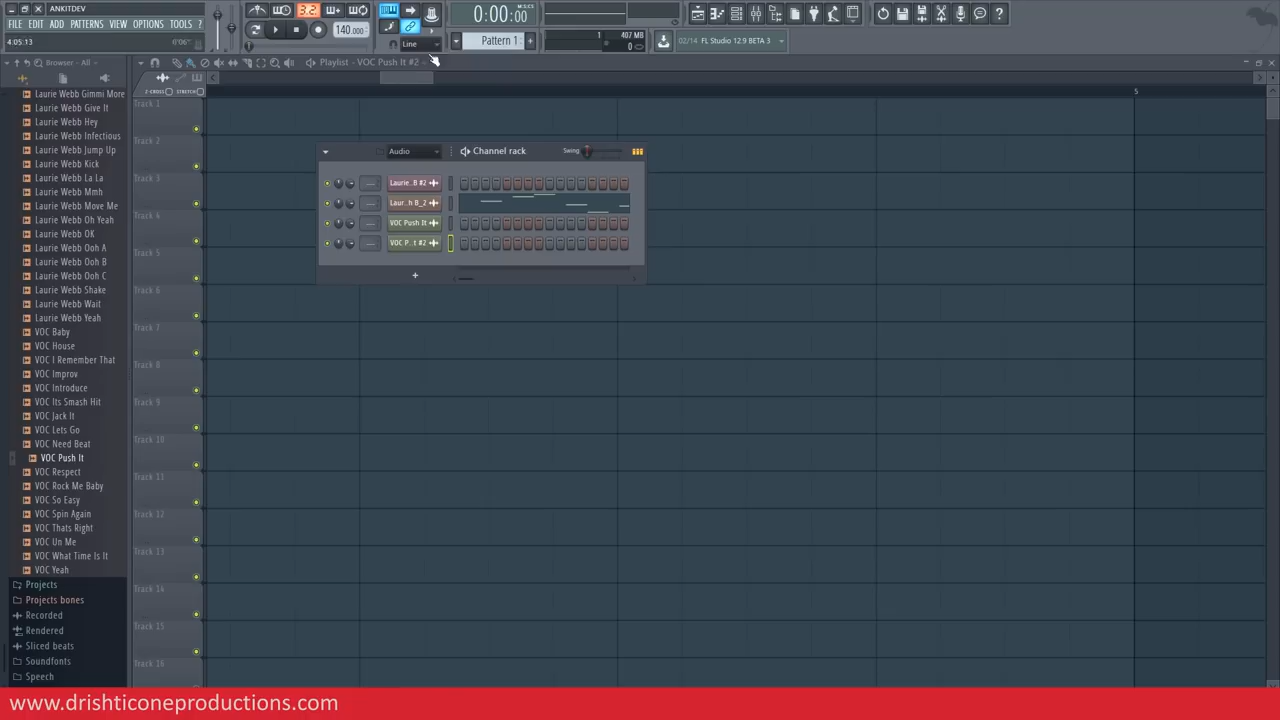 ANKITDEV
FILE EDIT ADD PATTERNS VIEW OPTIONS TOOLS ?
4:05:13
0'06"
3.2
140.000
Line
0:00:00
M:S:CS
Pattern 1
1
407 MB
0
02/14 FL Studio 12.9 BETA 3
Browser - All
Playlist - VOC Push It #2
Z-CROSS
STRETCH
5
Laurie Webb Gimmi More
Laurie Webb Give It
Laurie Webb Hey
Laurie Webb Infectious
Laurie Webb Jump Up
Laurie Webb Kick
Laurie Webb La La
Laurie Webb Mmh
Laurie Webb Move Me
Laurie Webb Oh Yeah
Laurie Webb OK
Laurie Webb Ooh A
Laurie Webb Ooh B
Laurie Webb Ooh C
Laurie Webb Shake
Laurie Webb Wait
Laurie Webb Yeah
VOC Baby
VOC House
VOC I Remember That
VOC Improv
VOC Introduce
VOC Its Smash Hit
VOC Jack It
VOC Lets Go
VOC Need Beat
VOC Push It
VOC Respect
VOC Rock Me Baby
VOC So Easy
VOC Spin Again
VOC Thats Right
VOC Un Me
VOC What Time Is It
VOC Yeah
Projects
Projects bones
Recorded
Rendered
Sliced beats
Soundfonts
Speech
Track 1
Track 2
Track 3
Track 4
Track 5
Track 6
Track 7
Track 8
Track 9
Track 10
Track 11
Track 12
Track 13
Track 14
Track 15
Track 16
Audio
Channel rack
Swing
Laurie..B #2
Laur..h B_2
VOC Push It
VOC P..t #2
www.drishticoneproductions.com